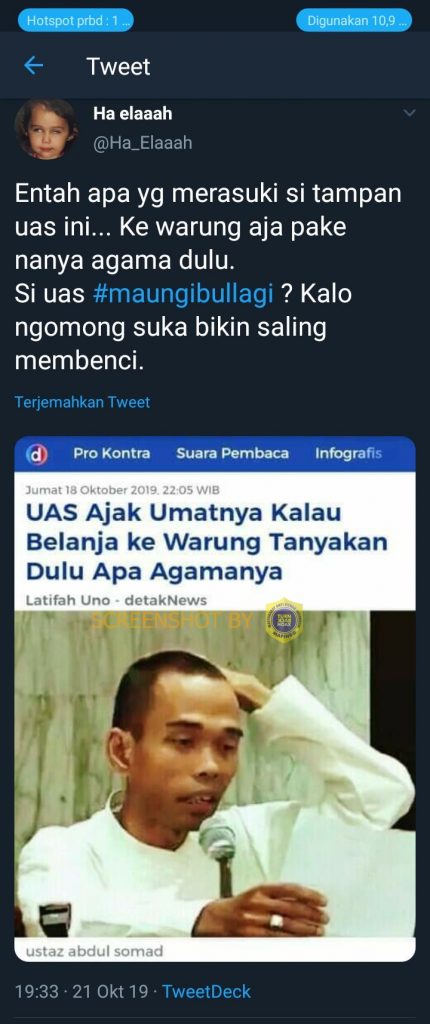 Hotspot prbd : 1 ...
Digunakan 10,9 ...
Tweet
Ha elaaah
@Ha_Elaaah
Entah apa yg merasuki si tampan
uas ini... Ke warung aja pake
nanya agama dulu.
Si uas #maungibullagi ? Kalo
ngomong suka bikin saling
membenci.
Terjemahkan Tweet
d Pro Kontra Suara Pembaca Infografis
Jumat 18 Oktober 2019, 22:05 WIB
UAS Ajak Umatnya Kalau
Belanja ke Warung Tanyakan
Dulu Apa Agamanya
Latifah Uno - detakNews
SCREENSHOT BY
TURN
BACK
HOAX
ustaz abdul somad
19:33 · 21 Okt 19 · TweetDeck